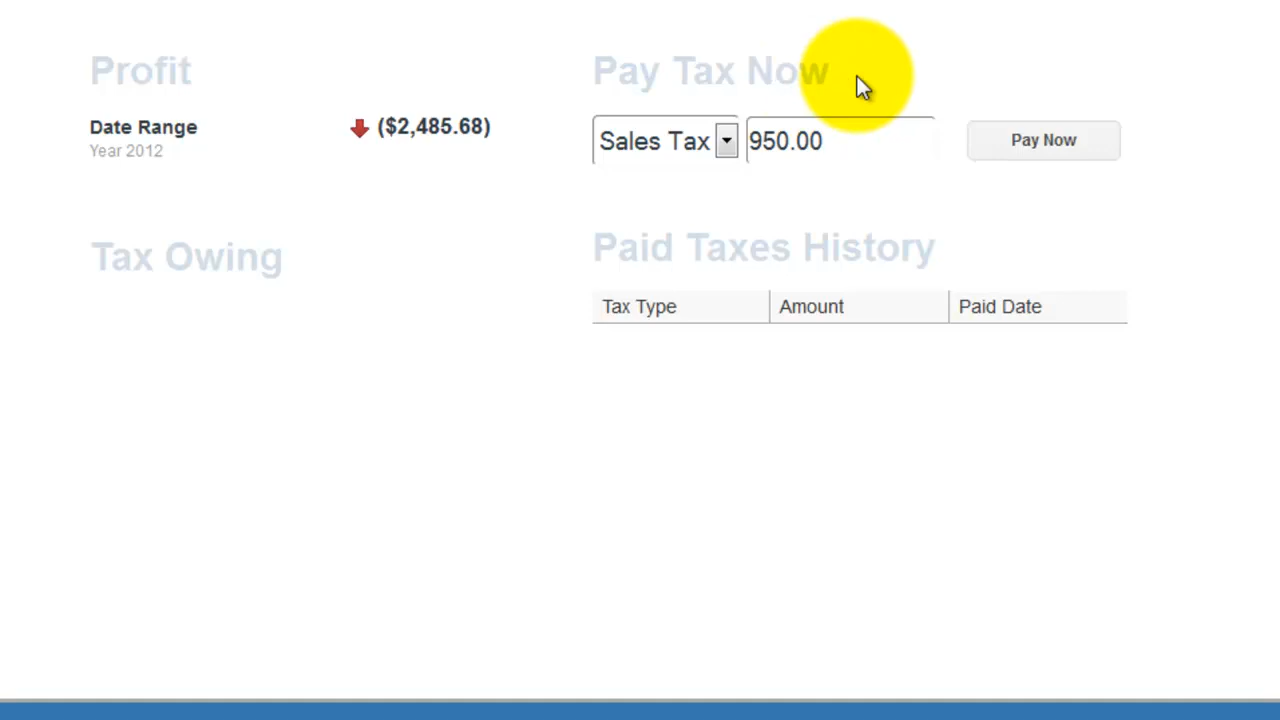 Profit
Date Range
Year 2012
($2,485.68)
Tax Owing
Pay Tax Now
Sales Tax
950.00
Pay Now
Paid Taxes History
Tax Type
Amount
Paid Date